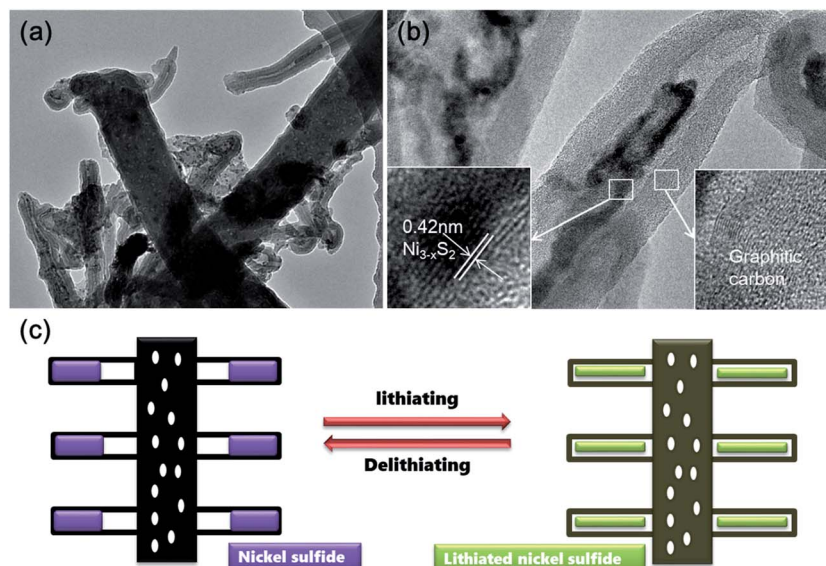 (a)
(b)
0.42nm
Ni₃₋ₓS₂
Graphitic
carbon
(c)
lithiating
Delithiating
Nickel sulfide
Lithiated nickel sulfide